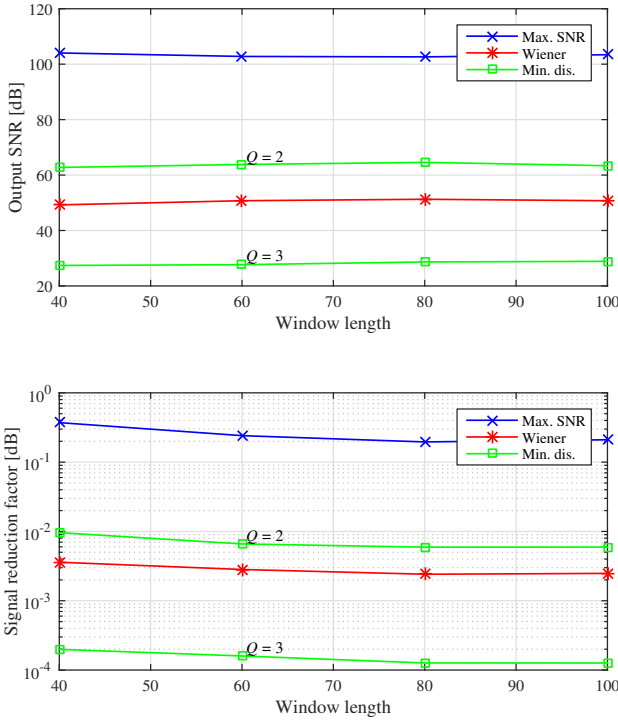 120
100
80
60
40
20
Output SNR [dB]
Max. SNR
Wiener
Min. dis.
Q = 2
Q = 3
40 50 60 70 80 90 100
Window length
10^0
10^-1
10^-2
10^-3
10^-4
Signal reduction factor [dB]
Max. SNR
Wiener
Min. dis.
Q = 2
Q = 3
40 50 60 70 80 90 100
Window length